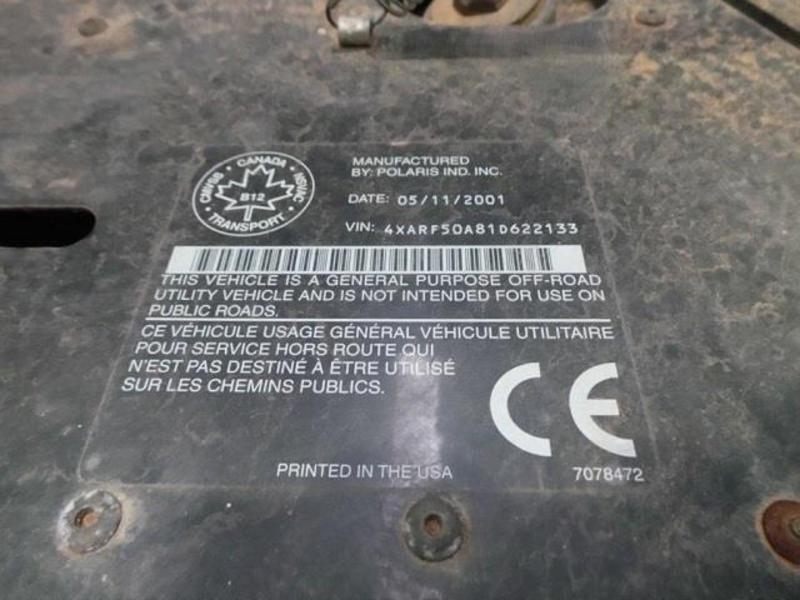 CANADA
CMVSS
NSVAC
B12
TRANSPORT
MANUFACTURED
BY: POLARIS IND. INC.
DATE: 05/11/2001
VIN: 4XARF50A81D622133
THIS VEHICLE IS A GENERAL PURPOSE OFF-ROAD
UTILITY VEHICLE AND IS NOT INTENDED FOR USE ON
PUBLIC ROADS.
CE VÉHICULE USAGE GÉNÉRAL VÉHICULE UTILITAIRE
POUR SERVICE HORS ROUTE QUI
N'EST PAS DESTINÉ À ÊTRE UTILISÉ
SUR LES CHEMINS PUBLICS.
CE
PRINTED IN THE USA
7078472